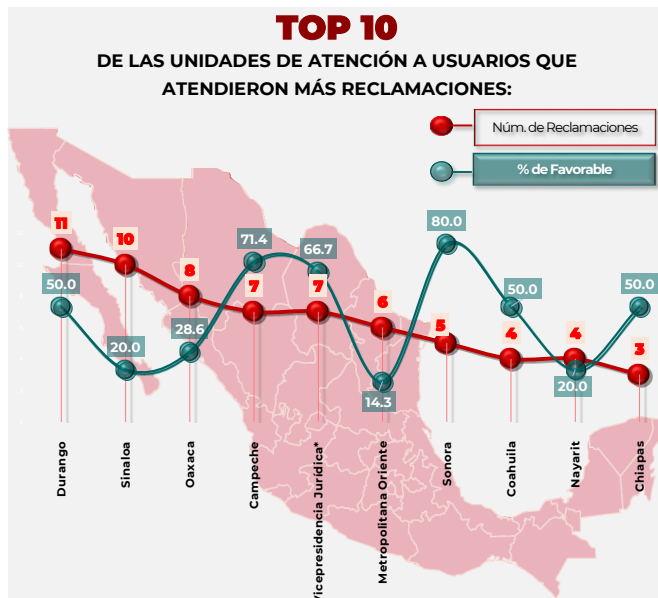 TOP 10
DE LAS UNIDADES DE ATENCIÓN A USUARIOS QUE
ATENDIERON MÁS RECLAMACIONES:
Núm. de Reclamaciones
% de Favorable
11
10
8
7
7
6
5
4
4
3
50.0
20.0
28.6
71.4
66.7
14.3
80.0
50.0
20.0
50.0
Durango
Sinaloa
Oaxaca
Campeche
Vicepresidencia Jurídica*
Metropolitana Oriente
Sonora
Coahuila
Nayarit
Chiapas